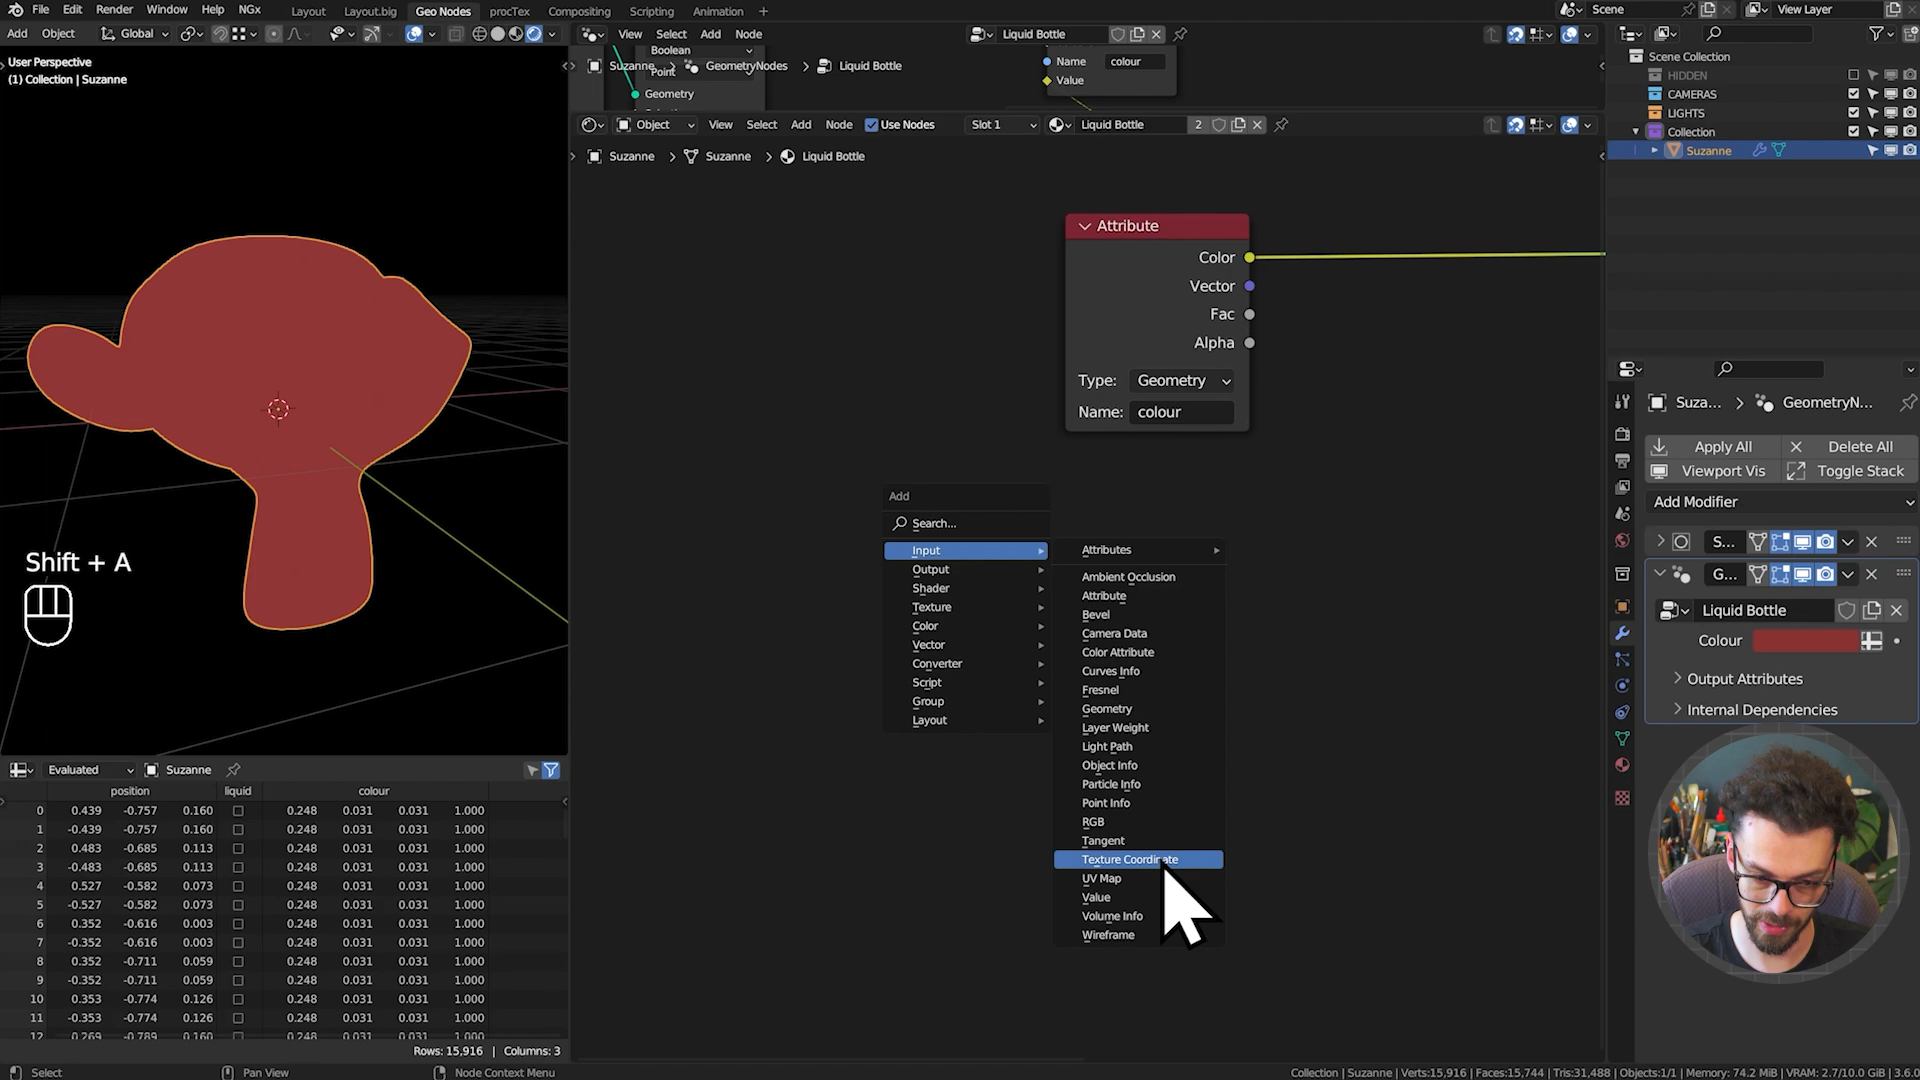 File Edit Render Window Help NGx Layout Layout.big Geo Nodes procTex Compositing Scripting Animation + Scene View Layer
Add Object Global View Select Add Node Liquid Bottle
User Perspective
(1) Collection | Suzanne
Boolean
Point
Geometry
Suzanne > GeometryNodes > Liquid Bottle
Name colour
Value
Object View Select Add Node Use Nodes Slot 1 Liquid Bottle 2
Suzanne > Suzanne > Liquid Bottle
Attribute
Color
Vector
Fac
Alpha
Type: Geometry
Name: colour
Add
Search...
Input
Output
Shader
Texture
Color
Vector
Converter
Script
Group
Layout
Attributes
Ambient Occlusion
Attribute
Bevel
Camera Data
Color Attribute
Curves Info
Fresnel
Geometry
Layer Weight
Light Path
Object Info
Particle Info
Point Info
RGB
Tangent
Texture Coordinate
UV Map
Value
Volume Info
Wireframe
Shift + A
Evaluated Suzanne
position liquid colour
0 0.439 -0.757 0.160 0.248 0.031 0.031 1.000
1 -0.439 -0.757 0.160 0.248 0.031 0.031 1.000
2 0.483 -0.685 0.113 0.248 0.031 0.031 1.000
3 -0.483 -0.685 0.113 0.248 0.031 0.031 1.000
4 0.527 -0.582 0.073 0.248 0.031 0.031 1.000
5 -0.527 -0.582 0.073 0.248 0.031 0.031 1.000
6 0.352 -0.616 0.003 0.248 0.031 0.031 1.000
7 -0.352 -0.616 0.003 0.248 0.031 0.031 1.000
8 0.352 -0.711 0.059 0.248 0.031 0.031 1.000
9 -0.352 -0.711 0.059 0.248 0.031 0.031 1.000
10 0.353 -0.774 0.126 0.248 0.031 0.031 1.000
11 -0.353 -0.774 0.126 0.248 0.031 0.031 1.000
12 0.269 -0.789 0.160 0.248 0.031 0.031 1.000
Rows: 15,916 | Columns: 3
Scene Collection
HIDDEN
CAMERAS
LIGHTS
Collection
Suzanne
Suza... > GeometryN...
Apply All Delete All
Viewport Vis Toggle Stack
Add Modifier
S...
G...
Liquid Bottle
Colour
Output Attributes
Internal Dependencies
Select Pan View Node Context Menu Collection | Suzanne | Verts:15,916 | Faces:15,744 | Tris:31,488 | Objects:1/1 | Memory: 74.2 MiB | VRAM: 2.7/10.0 GiB | 3.6.0